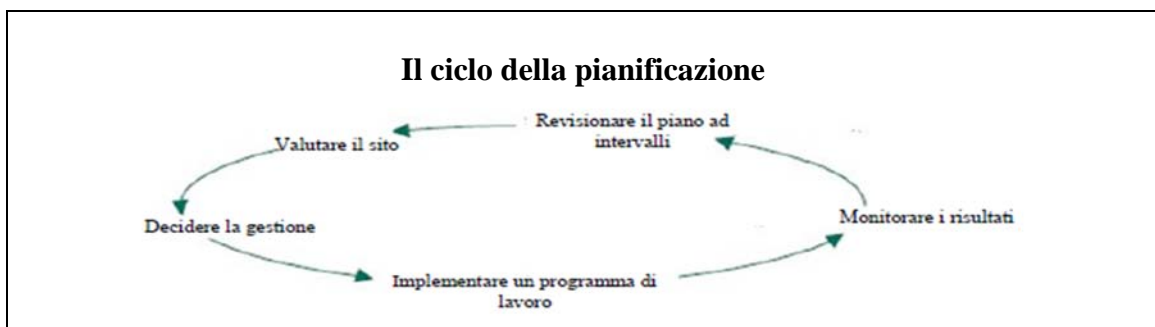 Il ciclo della pianificazione
Revisionare il piano ad
intervalli
Valutare il sito
Decidere la gestione
Monitorare i risultati
Implementare un programma di
lavoro